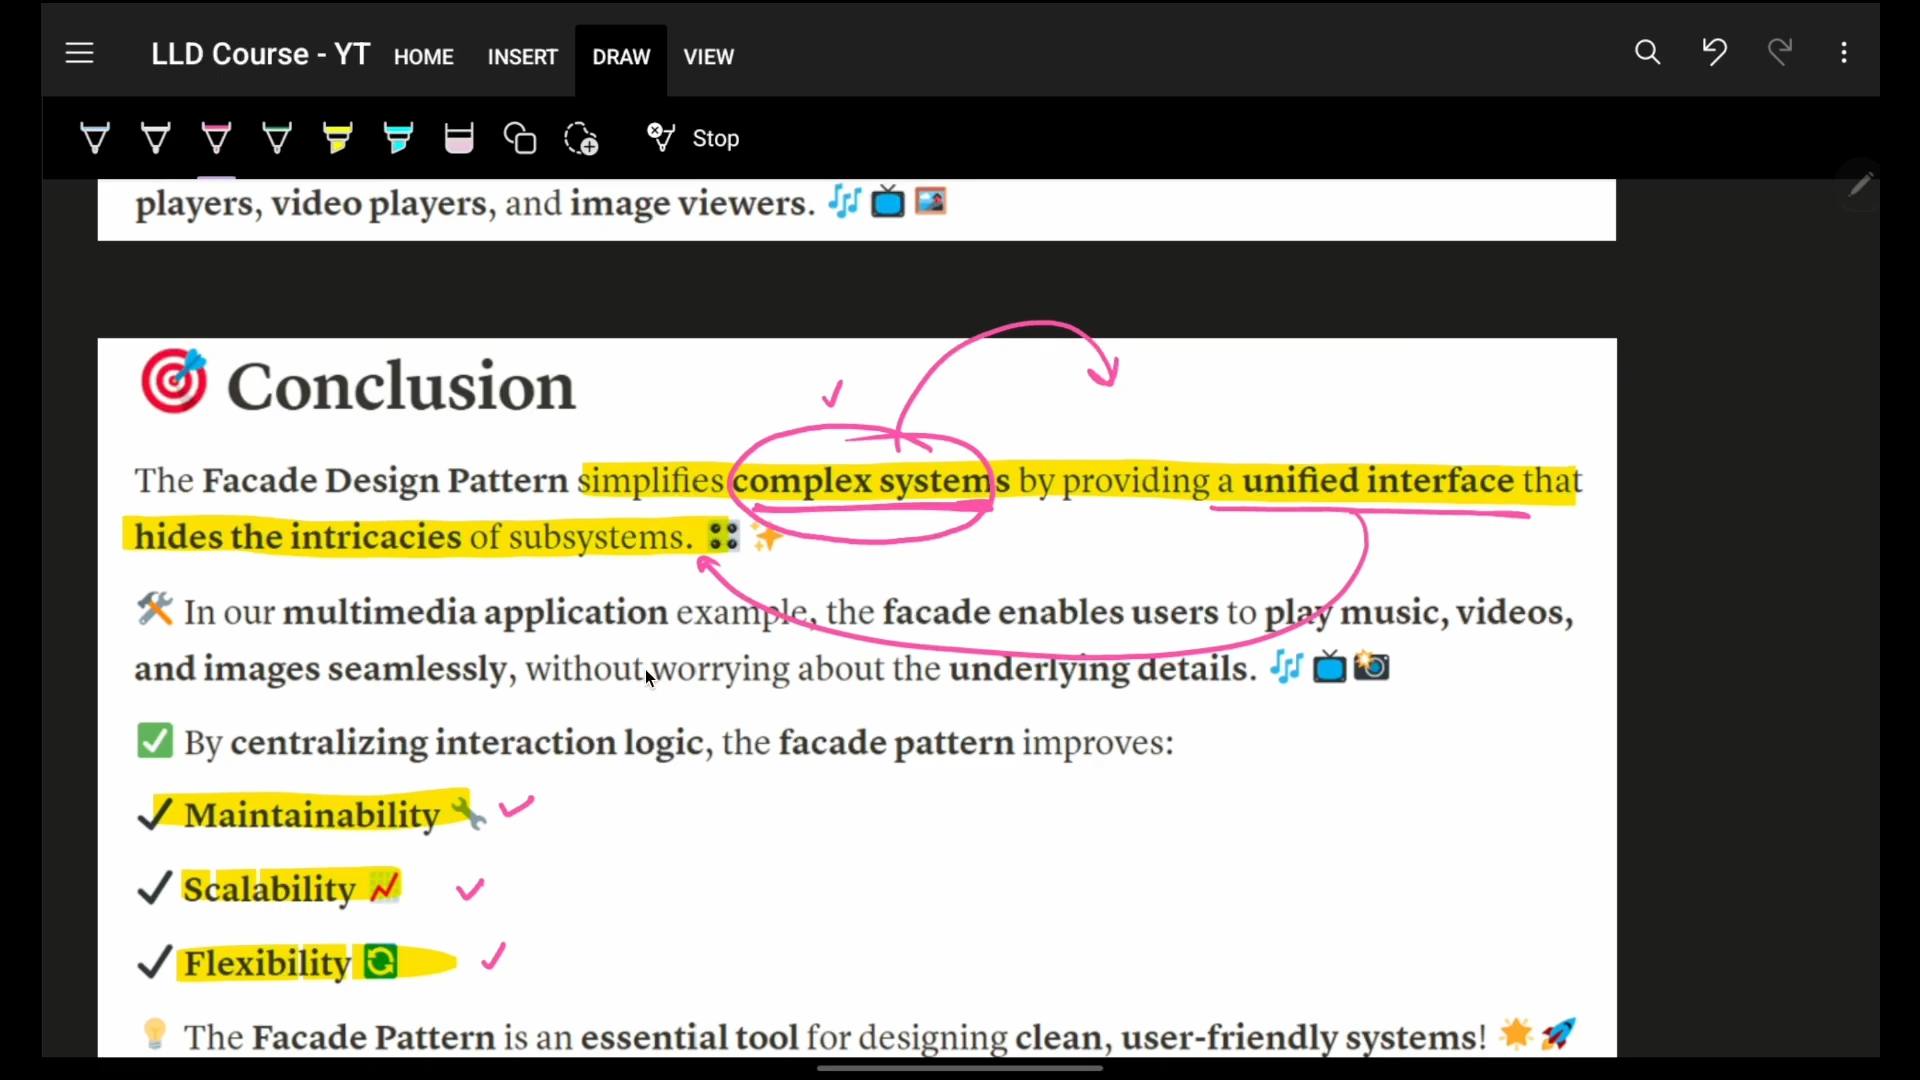 LLD Course - YT HOME INSERT DRAW VIEW
Stop
players, video players, and image viewers. 🎶 📺 🖼️
🎯 Conclusion
The Facade Design Pattern simplifies complex systems by providing a unified interface that
hides the intricacies of subsystems. 🎛️ ✨
🛠️ In our multimedia application example, the facade enables users to play music, videos,
and images seamlessly, without worrying about the underlying details. 🎶 📺 📸
✅ By centralizing interaction logic, the facade pattern improves:
✔ Maintainability 🔧
✔ Scalability 📈
✔ Flexibility 🔄
💡 The Facade Pattern is an essential tool for designing clean, user-friendly systems! 🌟 🚀